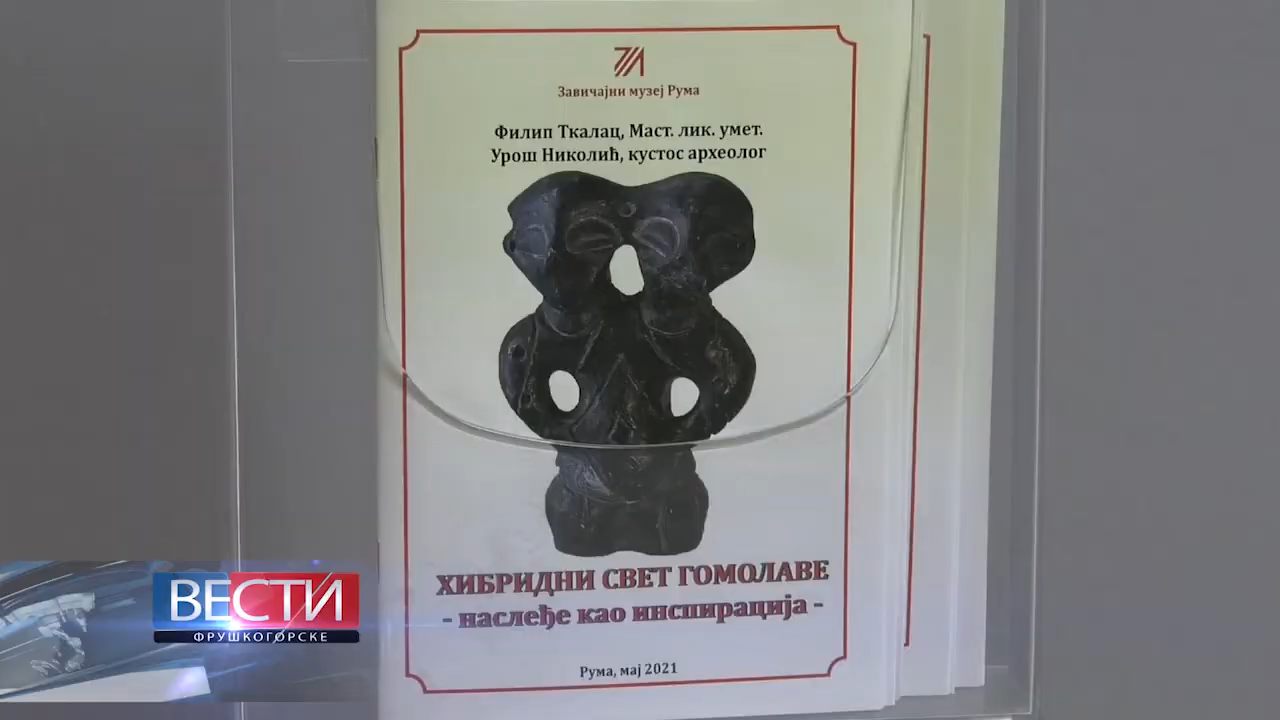 Завичајни музеј Рума
Филип Ткалац, Маст. лик. умет.
Урош Николић, кустос археолог
ХИБРИДНИ СВЕТ ГОМОЛАВЕ
- наслеђе као инспирација -
Рума, мај 2021
ВЕСТИ
ФРУШКОГОРСКЕ